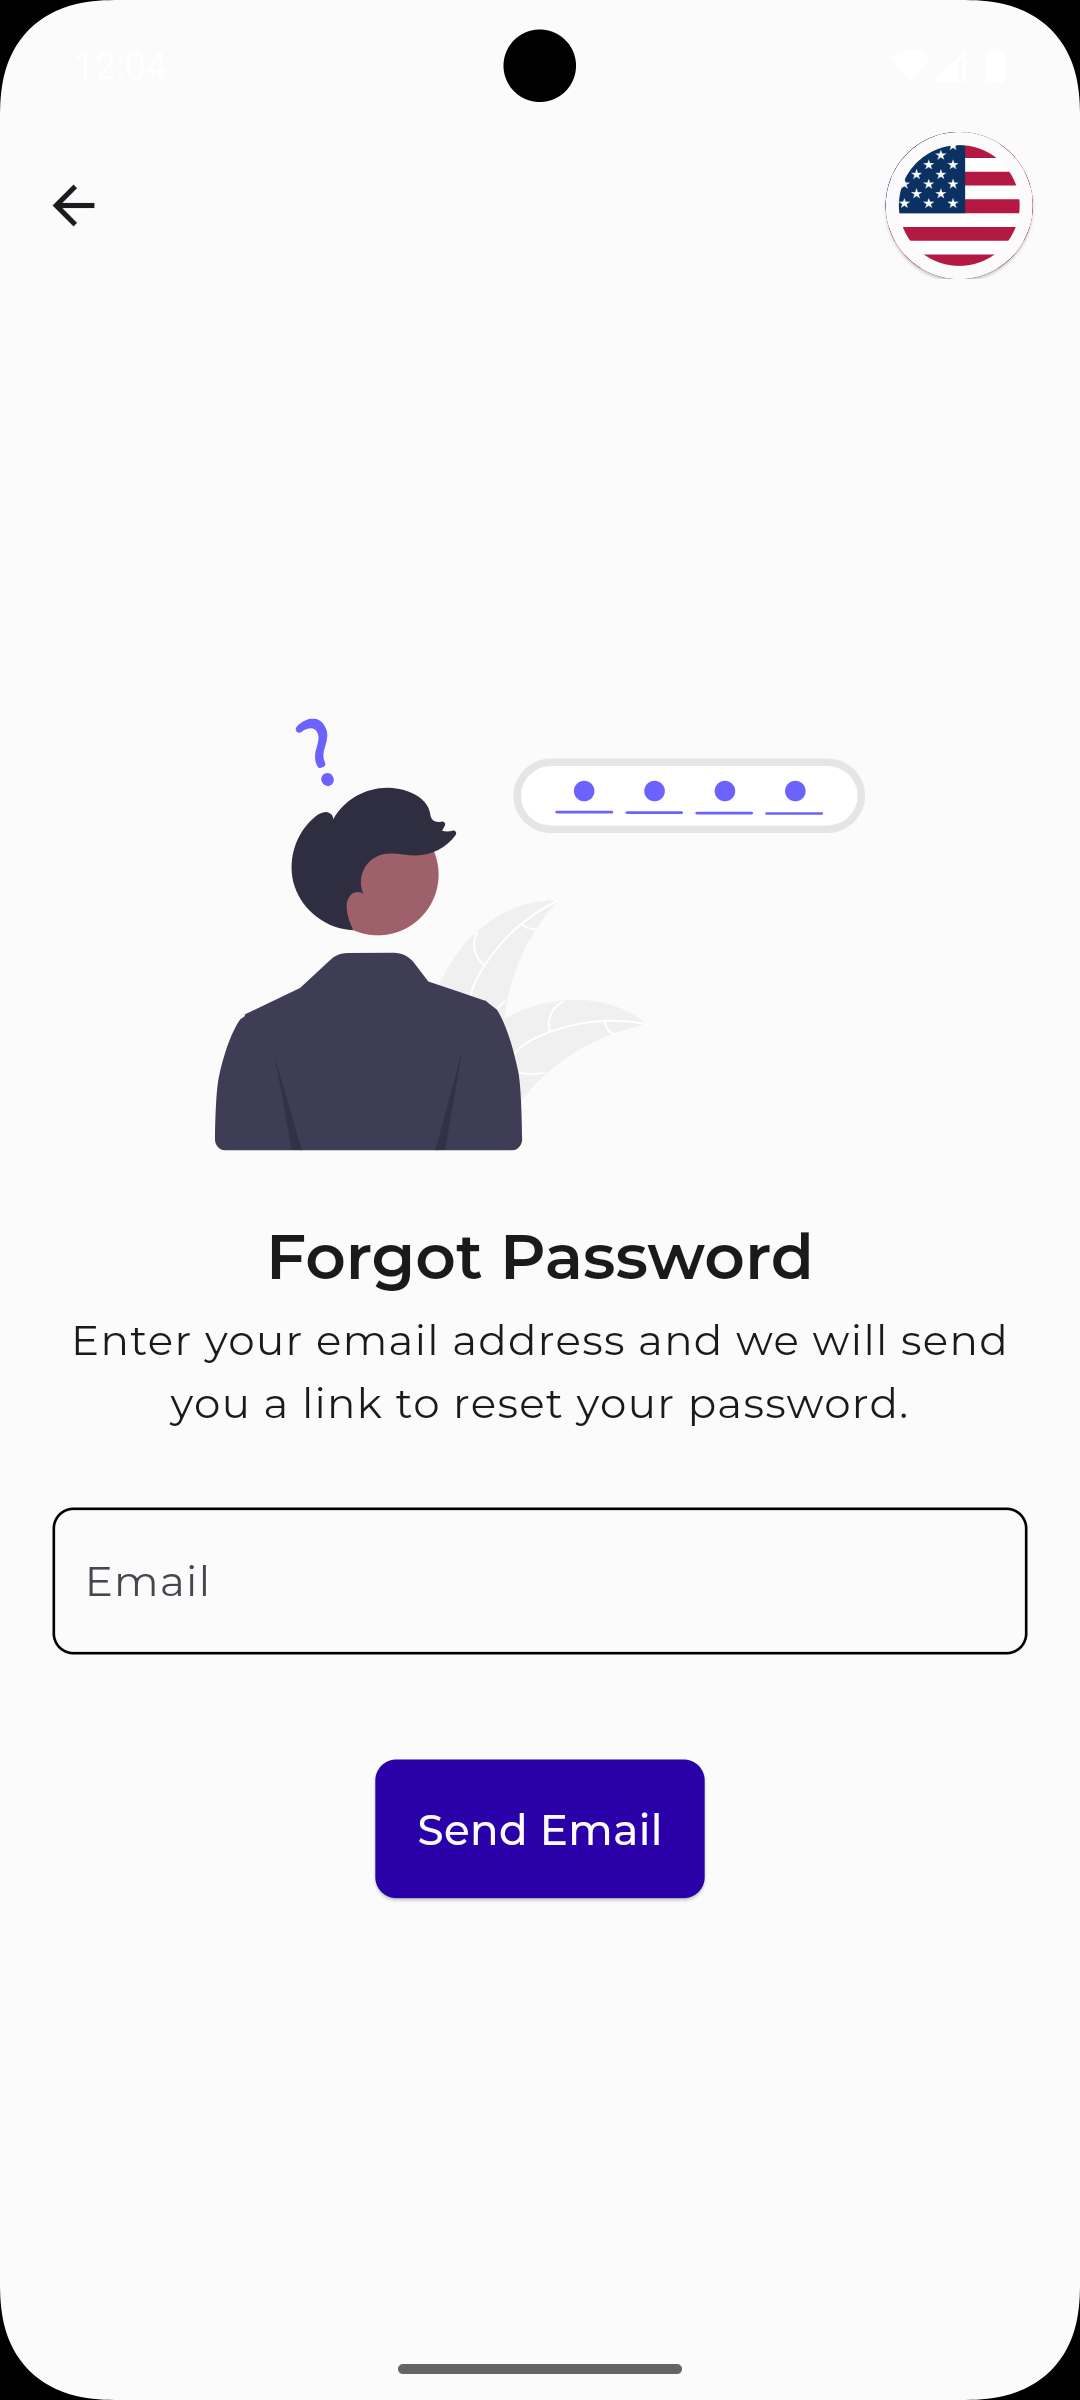 12:04
?
Forgot Password
Enter your email address and we will send
you a link to reset your password.
Email
Send Email